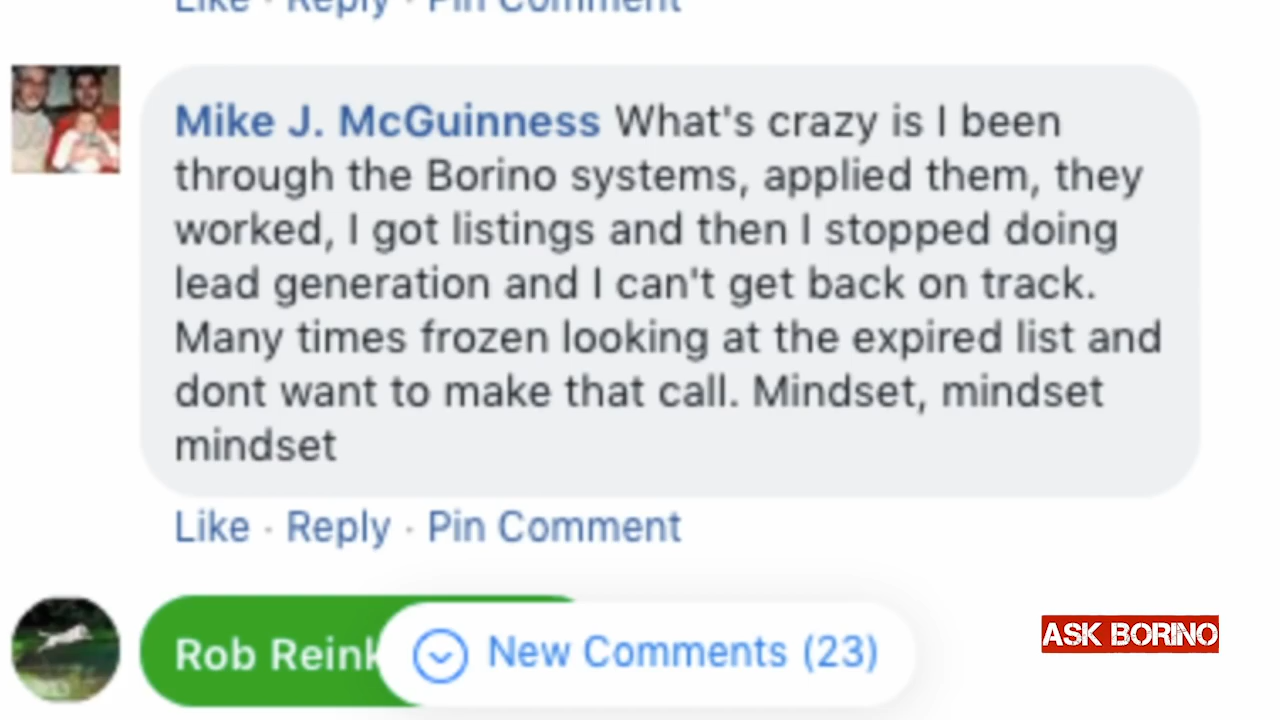 Like · Reply · Pin Comment
Mike J. McGuinness What's crazy is I been
through the Borino systems, applied them, they
worked, I got listings and then I stopped doing
lead generation and I can't get back on track.
Many times frozen looking at the expired list and
dont want to make that call. Mindset, mindset
mindset
Like · Reply · Pin Comment
Rob Reink
New Comments (23)
ASK BORINO